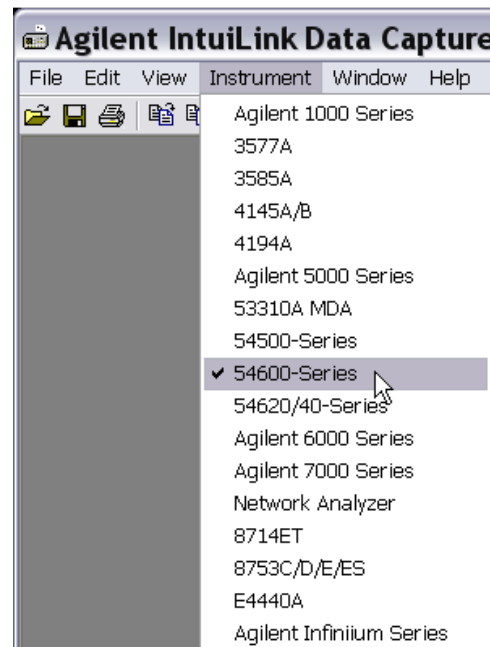 Agilent IntuiLink Data Capture
File Edit View Instrument Window Help
Agilent 1000 Series
3577A
3585A
4145A/B
4194A
Agilent 5000 Series
53310A MDA
54500-Series
54600-Series
54620/40-Series
Agilent 6000 Series
Agilent 7000 Series
Network Analyzer
8714ET
8753C/D/E/ES
E4440A
Agilent Infiniium Series